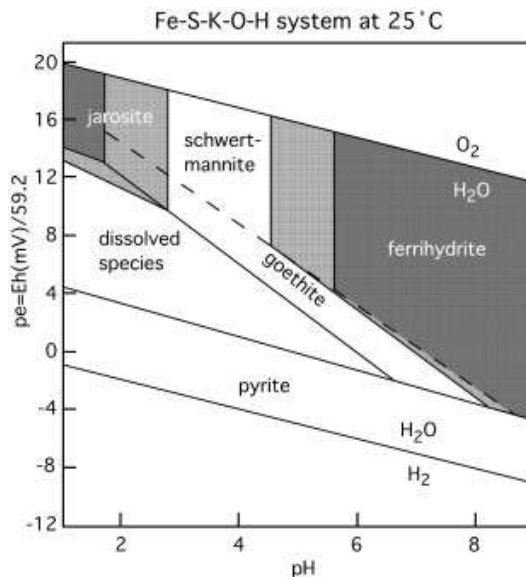 Fe-S-K-O-H system at 25˚C
pe=Eh(mV)/59.2
20
16
12
8
4
0
-4
-8
-12
jarosite
schwert-
mannite
O₂
H₂O
ferrihydrite
dissolved
species
goethite
pyrite
H₂O
H₂
2
4
6
8
pH